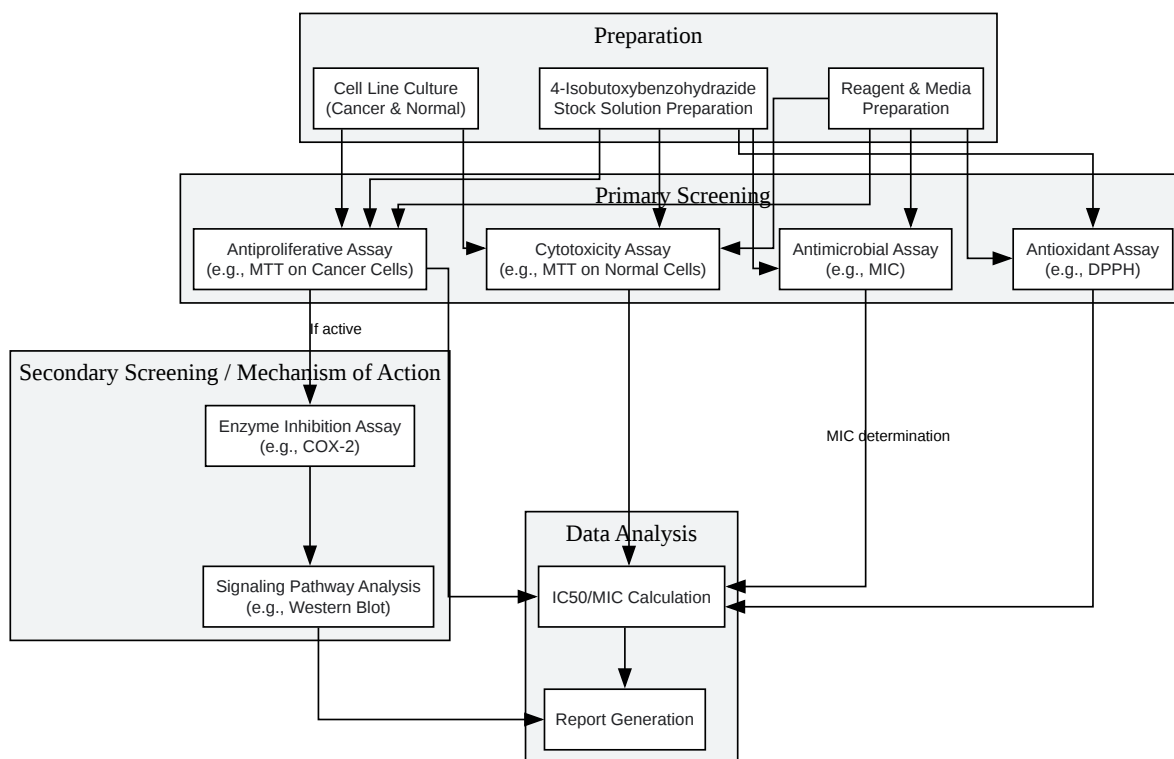 Preparation
Cell Line Culture
(Cancer & Normal)
4-Isobutoxybenzohydrazide
Stock Solution Preparation
Reagent & Media
Preparation
Primary Screening
Antiproliferative Assay
(e.g., MTT on Cancer Cells)
Cytotoxicity Assay
(e.g., MTT on Normal Cells)
Antimicrobial Assay
(e.g., MIC)
Antioxidant Assay
(e.g., DPPH)
If active
Secondary Screening / Mechanism of Action
Enzyme Inhibition Assay
(e.g., COX-2)
MIC determination
Data Analysis
Signaling Pathway Analysis
(e.g., Western Blot)
IC50/MIC Calculation
Report Generation